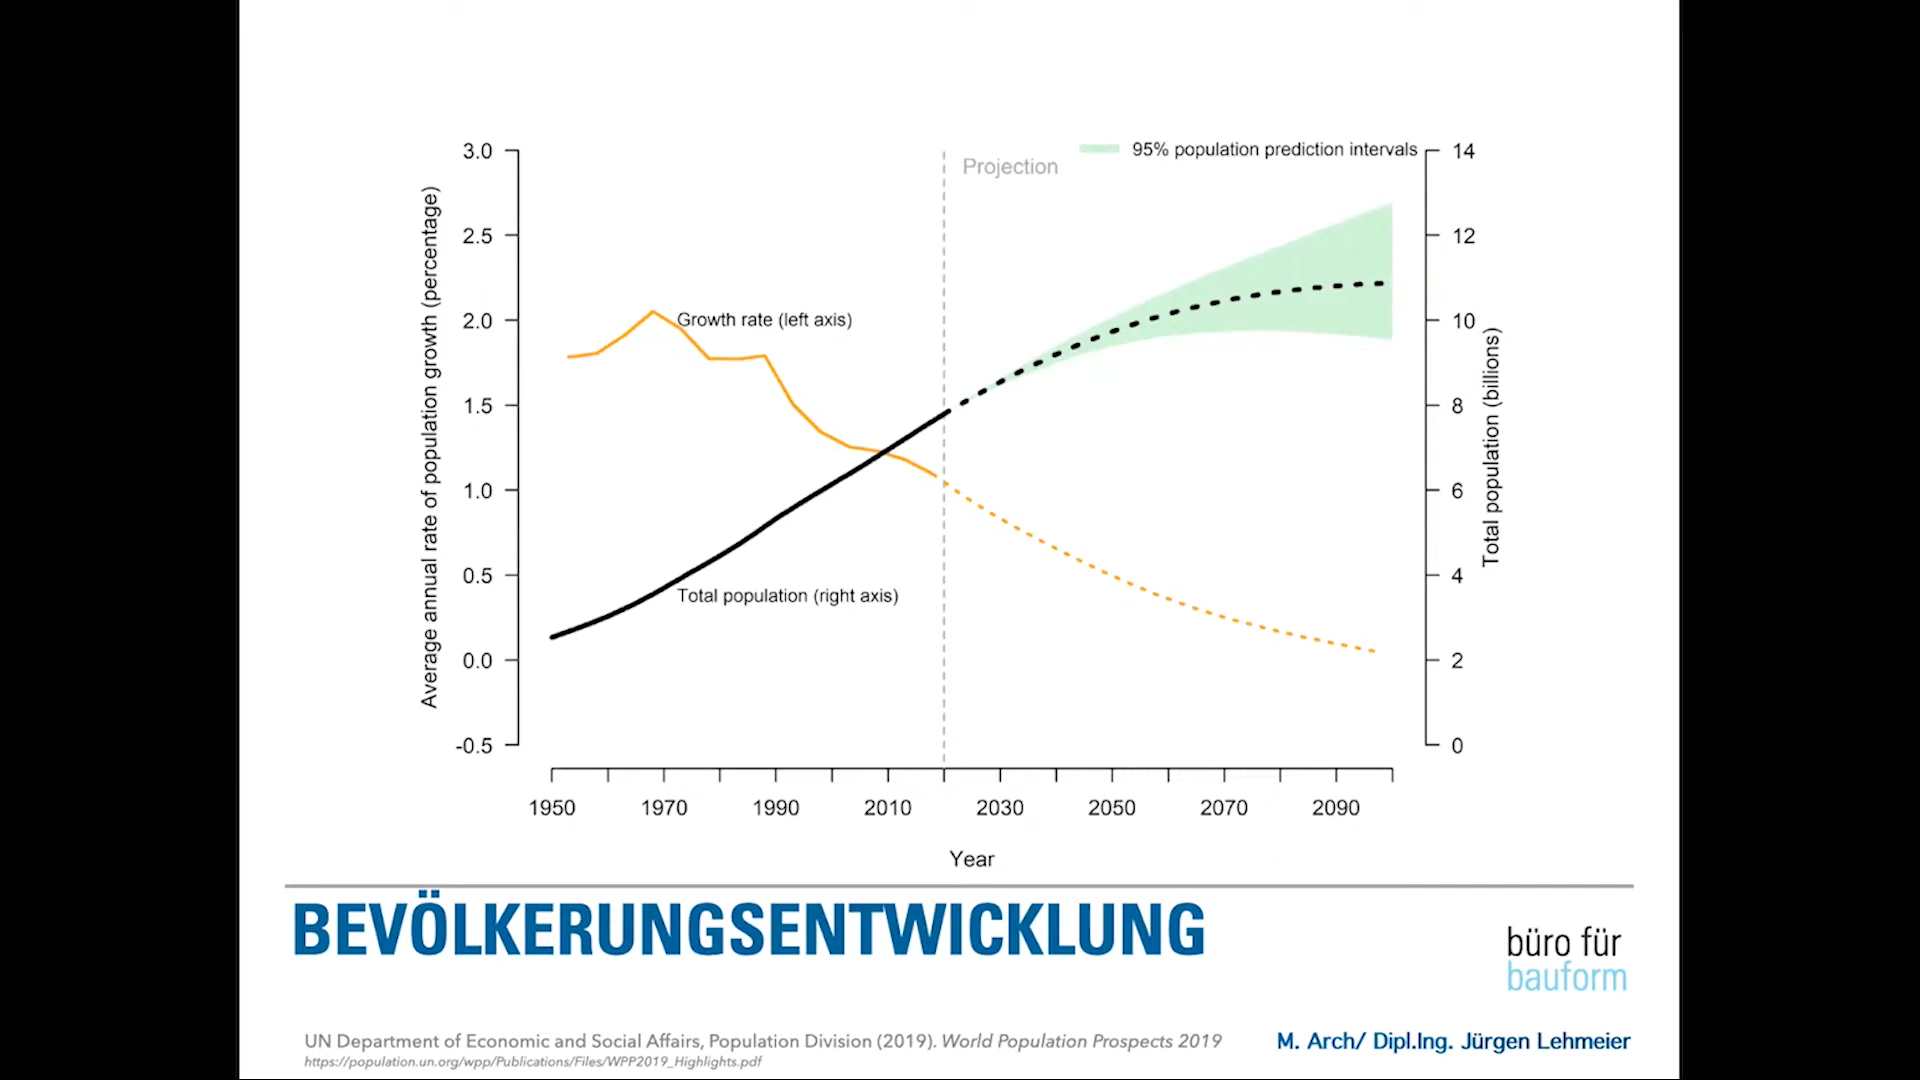 Projection
95% population prediction intervals
3.0
2.5
2.0
1.5
1.0
0.5
0.0
-0.5
Average annual rate of population growth (percentage)
Growth rate (left axis)
Total population (right axis)
14
12
10
8
6
4
2
0
Total population (billions)
1950 1970 1990 2010 2030 2050 2070 2090
Year
BEVÖLKERUNGSENTWICKLUNG
büro für
bauform
UN Department of Economic and Social Affairs, Population Division (2019). World Population Prospects 2019
https://population.un.org/wpp/Publications/Files/WPP2019_Highlights.pdf
M. Arch/ Dipl.Ing. Jürgen Lehmeier